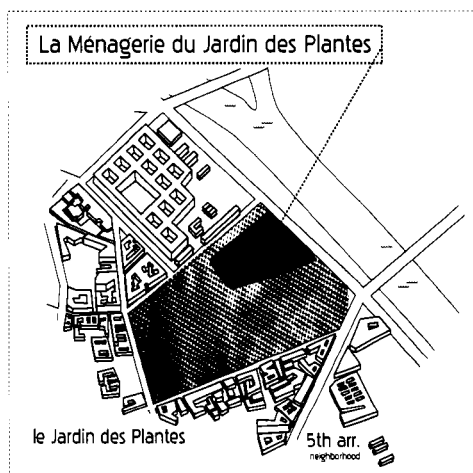 La Ménagerie du Jardin des Plantes
le Jardin des Plantes
5th arr.
neighborhood